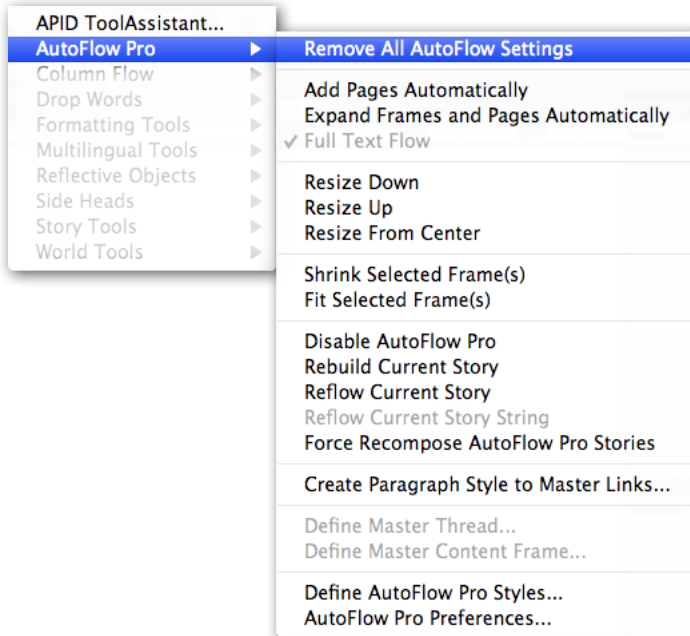 APID ToolAssistant...
AutoFlow Pro
Column Flow
Drop Words
Formatting Tools
Multilingual Tools
Reflective Objects
Side Heads
Story Tools
World Tools
Remove All AutoFlow Settings
Add Pages Automatically
Expand Frames and Pages Automatically
Full Text Flow
Resize Down
Resize Up
Resize From Center
Shrink Selected Frame(s)
Fit Selected Frame(s)
Disable AutoFlow Pro
Rebuild Current Story
Reflow Current Story
Reflow Current Story String
Force Recompose AutoFlow Pro Stories
Create Paragraph Style to Master Links...
Define Master Thread...
Define Master Content Frame...
Define AutoFlow Pro Styles...
AutoFlow Pro Preferences...